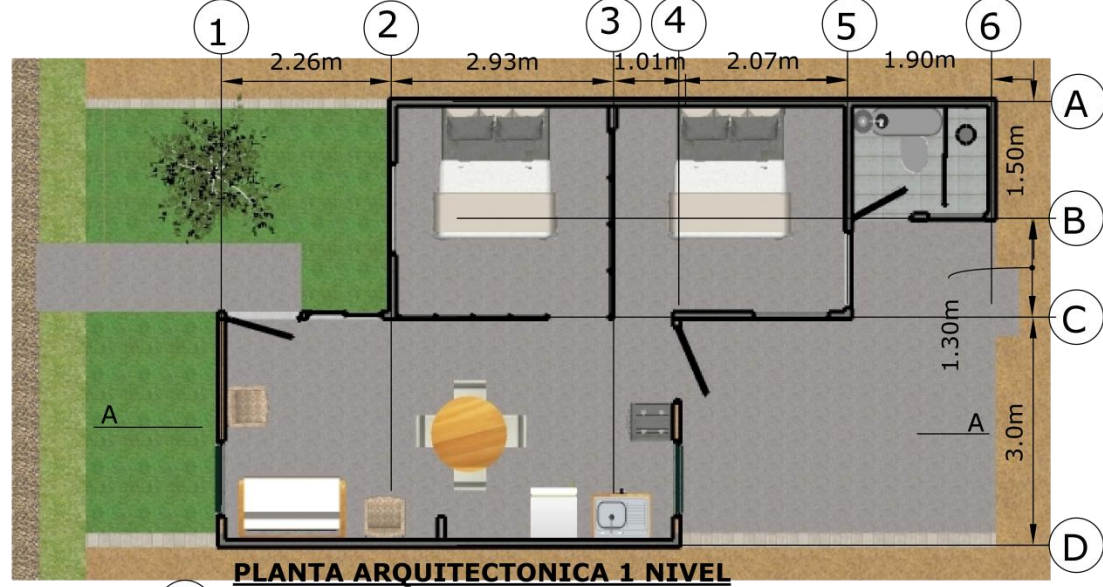 1 2 3 4 5 6
2.26m 2.93m 1.01m 2.07m 1.90m
A
1.50m
B
C
1.30m
A A
3.0m
D
PLANTA ARQUITECTONICA 1 NIVEL